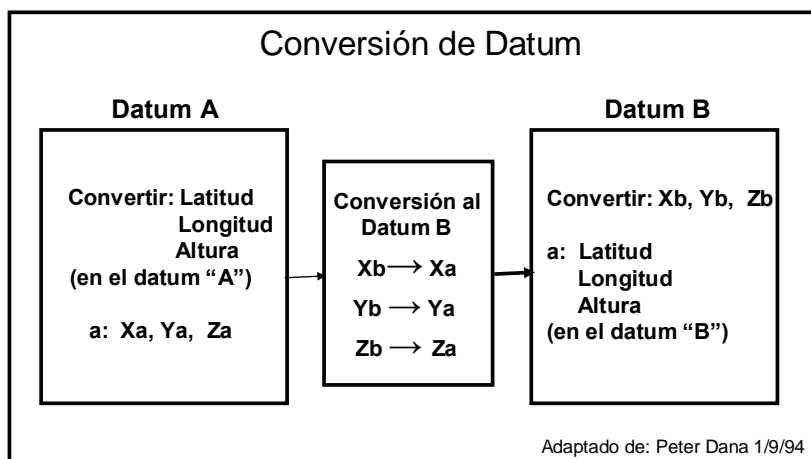 Conversión de Datum
Datum A
Convertir: Latitud
Longitud
Altura
(en el datum “A”)
a: Xa, Ya, Za
Conversión al
Datum B
Xb → Xa
Yb → Ya
Zb → Za
Datum B
Convertir: Xb, Yb, Zb
a: Latitud
Longitud
Altura
(en el datum “B”)
Adaptado de: Peter Dana 1/9/94